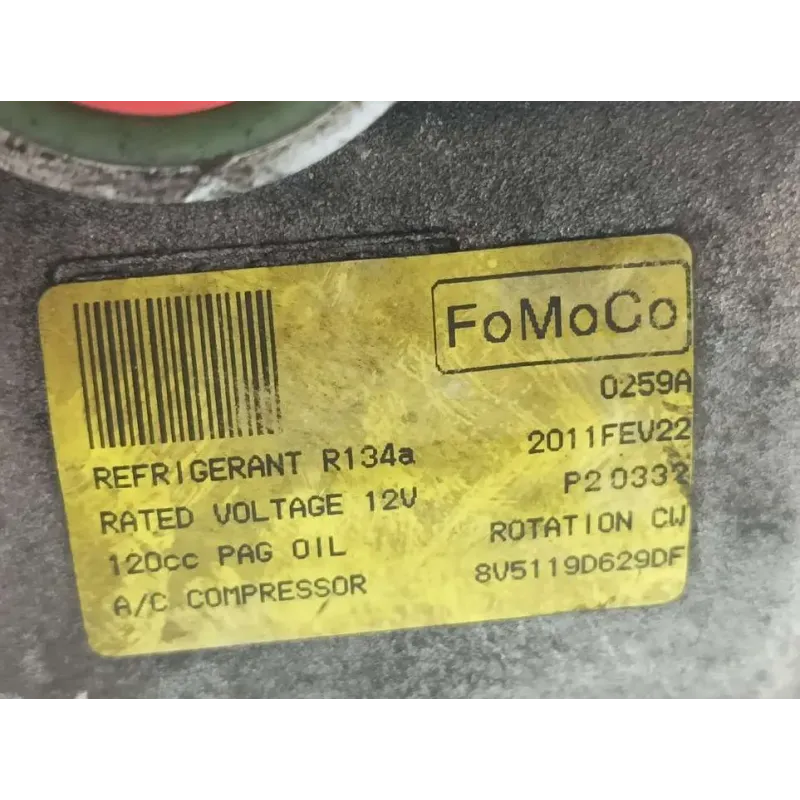 FoMoCo
0259A
2011FEV22
REFRIGERANT R134a
P2 0332
RATED VOLTAGE 12V
ROTATION CW
120cc PAG OIL
8V5119D629DF
A/C COMPRESSOR